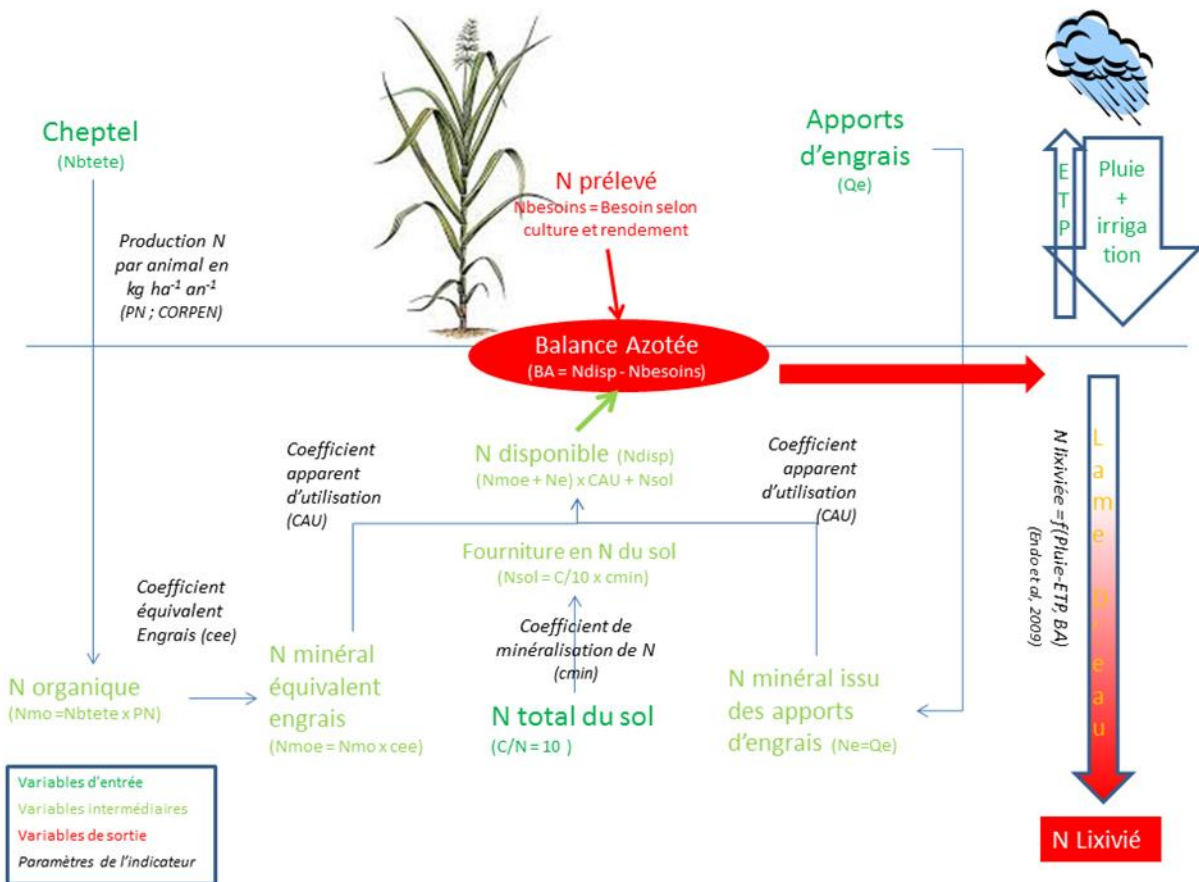 Cheptel
(Nbtete)
Production N
par animal en
kg ha⁻¹ an⁻¹
(PN ; CORPEN)
N prélevé
Nbesoins = Besoin selon
culture et rendement
Apports
d'engrais
(Qe)
ETP
Pluie
+
irriga
tion
Balance Azotée
(BA = Ndisp - Nbesoins)
Coefficient
apparent
d'utilisation
(CAU)
N disponible (Ndisp)
(Nmoe + Ne) x CAU + Nsol
Coefficient
apparent
d'utilisation
(CAU)
Fourniture en N du sol
(Nsol = C/10 x cmin)
Coefficient
équivalent
Engrais (cee)
Coefficient de
minéralisation de N
(cmin)
N organique
(Nmo =Nbtete x PN)
N minéral
équivalent
engrais
(Nmoe = Nmo x cee)
N total du sol
(C/N = 10 )
N minéral issu
des apports
d'engrais (Ne=Qe)
N lixiviée =ƒ(Pluie-ETP, BA)
(Endo et al, 2009)
Lame D'eau
N Lixivié
Variables d'entrée
Variables intermédiaires
Variables de sortie
Paramètres de l'indicateur